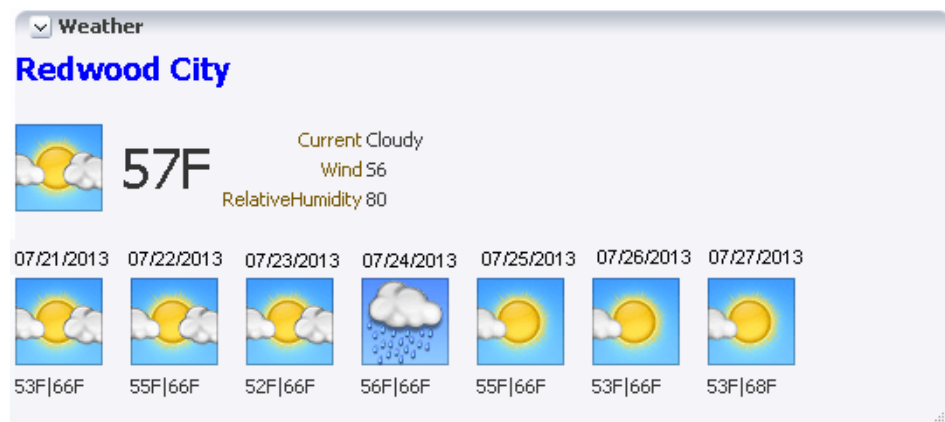 Weather
Redwood City
57F
Current Cloudy
Wind S6
RelativeHumidity 80
07/21/2013 07/22/2013 07/23/2013 07/24/2013 07/25/2013 07/26/2013 07/27/2013
53F|66F 55F|66F 52F|66F 56F|66F 55F|66F 53F|66F 53F|68F